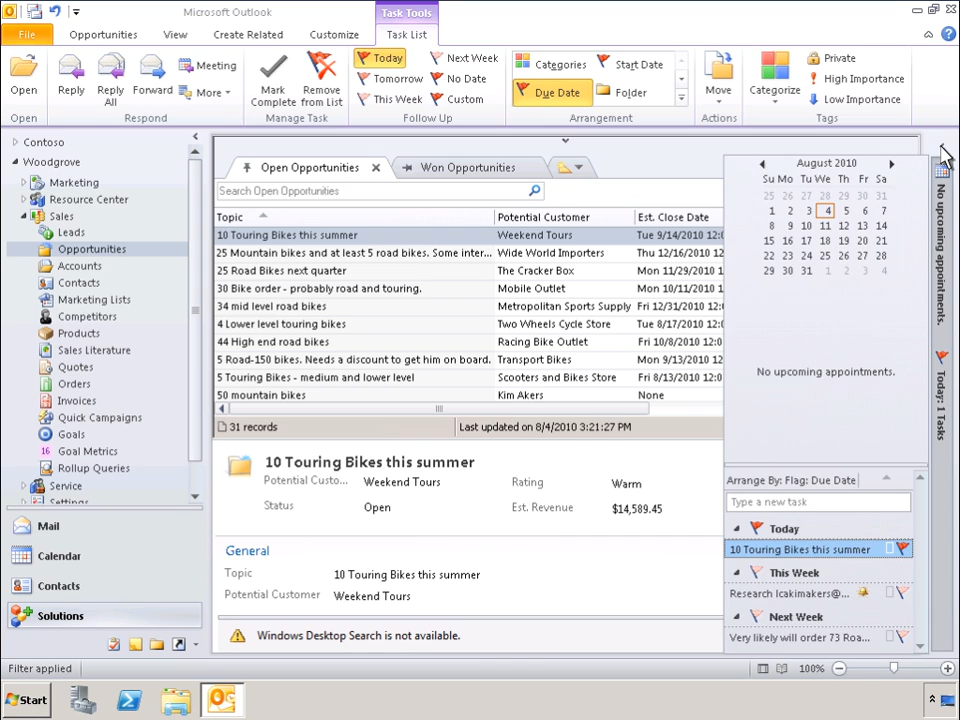 Microsoft Outlook
Task Tools
File
Opportunities
View
Create Related
Customize
Task List
Open
Reply
Reply All
Forward
Meeting
More
Mark Complete
Remove from List
Today
Tomorrow
This Week
Next Week
No Date
Custom
Categories
Start Date
Due Date
Folder
Move
Categorize
Private
High Importance
Low Importance
Open
Respond
Manage Task
Follow Up
Arrangement
Actions
Tags
Contoso
Woodgrove
Marketing
Resource Center
Sales
Leads
Opportunities
Accounts
Contacts
Marketing Lists
Competitors
Products
Sales Literature
Quotes
Orders
Invoices
Quick Campaigns
Goals
16 Goal Metrics
Rollup Queries
Service
Settings
Mail
Calendar
Contacts
Solutions
Open Opportunities
Won Opportunities
Search Open Opportunities
Topic Potential Customer Est. Close Date
10 Touring Bikes this summer Weekend Tours Tue 9/14/2010 12:0
25 Mountain bikes and at least 5 road bikes. Some inter... Wide World Importers Thu 12/16/2010 12
25 Road Bikes next quarter The Cracker Box Mon 11/29/2010 1
30 Bike order - probably road and touring. Mobile Outlet Mon 10/11/2010 1
34 mid level road bikes Metropolitan Sports Supply Fri 12/31/2010 12
4 Lower level touring bikes Two Wheels Cycle Store Tue 8/17/2010 12:0
44 High end road bikes Racing Bike Outlet Fri 10/8/2010 12:0
5 Road-150 bikes. Needs a discount to get him on board. Transport Bikes Mon 9/13/2010 12
5 Touring Bikes - medium and lower level Scooters and Bikes Store Fri 8/13/2010 12:0
50 mountain bikes Kim Akers None
31 records
Last updated on 8/4/2010 3:21:27 PM
10 Touring Bikes this summer
Potential Custo... Weekend Tours Rating Warm
Status Open Est. Revenue $14,589.45
General
Topic 10 Touring Bikes this summer
Potential Customer Weekend Tours
Windows Desktop Search is not available.
August 2010
Su Mo Tu We Th Fr Sa
25 26 27 28 29 30 31
1 2 3 4 5 6 7
8 9 10 11 12 13 14
15 16 17 18 19 20 21
22 23 24 25 26 27 28
29 30 31 1 2 3 4
No upcoming appointments.
Arrange By: Flag: Due Date
Type a new task
Today
10 Touring Bikes this summer
This Week
Research lcakimakers@...
Next Week
Very likely will order 73 Roa...
No upcoming appointments.
Today: 1 Tasks
Filter applied
100%
Start